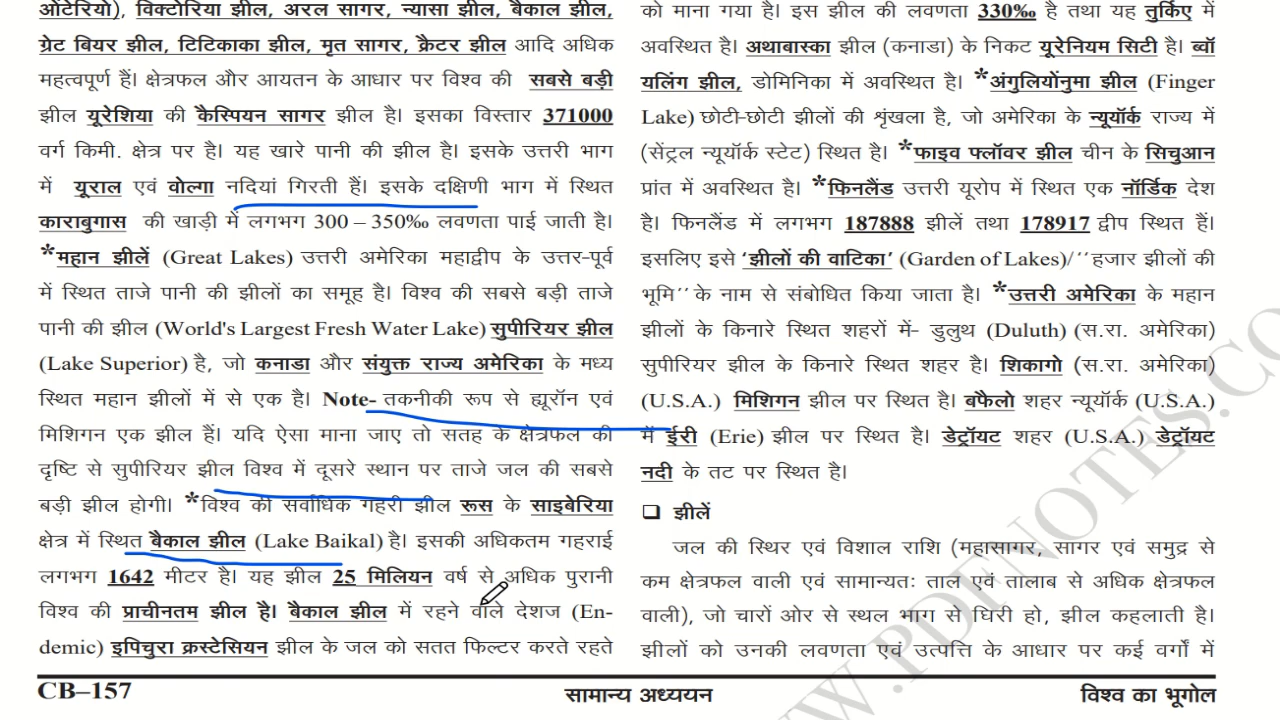 ओंटेरियो), विक्टोरिया झील, अरल सागर, न्यासा झील, बैकाल झील,
ग्रेट बियर झील, टिटिकाका झील, मृत सागर, क्रैटर झील आदि अधिक
महत्वपूर्ण हैं। क्षेत्रफल और आयतन के आधार पर विश्व की सबसे बड़ी
झील यूरेशिया की कैस्पियन सागर झील है। इसका विस्तार 371000
वर्ग किमी. क्षेत्र पर है। यह खारे पानी की झील है। इसके उत्तरी भाग
में यूराल एवं वोल्गा नदियां गिरती हैं। इसके दक्षिणी भाग में स्थित
काराबुगास की खाड़ी में लगभग 300 – 350‰ लवणता पाई जाती है।
*महान झीलें (Great Lakes) उत्तरी अमेरिका महाद्वीप के उत्तर-पूर्व
में स्थित ताजे पानी की झीलों का समूह है। विश्व की सबसे बड़ी ताजे
पानी की झील (World's Largest Fresh Water Lake) सुपीरियर झील
(Lake Superior) है, जो कनाडा और संयुक्त राज्य अमेरिका के मध्य
स्थित महान झीलों में से एक है। Note- तकनीकी रूप से ह्यूरॉन एवं
मिशिगन एक झील हैं। यदि ऐसा माना जाए तो सतह के क्षेत्रफल की
दृष्टि से सुपीरियर झील विश्व में दूसरे स्थान पर ताजे जल की सबसे
बड़ी झील होगी। *विश्व की सर्वाधिक गहरी झील रूस के साइबेरिया
क्षेत्र में स्थित बैकाल झील (Lake Baikal) है। इसकी अधिकतम गहराई
लगभग 1642 मीटर है। यह झील 25 मिलियन वर्ष से अधिक पुरानी
विश्व की प्राचीनतम झील है। बैकाल झील में रहने वाले देशज (En-
demic) इपिचुरा क्रस्टेसियन झील के जल को सतत फिल्टर करते रहते
को माना गया है। इस झील की लवणता 330‰ है तथा यह तुर्किए में
अवस्थित है। अथाबास्का झील (कनाडा) के निकट यूरेनियम सिटी है। ब्वॉ
यलिंग झील, डोमिनिका में अवस्थित है। *अंगुलियोंनुमा झील (Finger
Lake) छोटी-छोटी झीलों की श्रृंखला है, जो अमेरिका के न्यूयॉर्क राज्य में
(सेंट्रल न्यूयॉर्क स्टेट) स्थित है। *फाइव फ्लॉवर झील चीन के सिचुआन
प्रांत में अवस्थित है। *फिनलैंड उत्तरी यूरोप में स्थित एक नॉर्डिक देश
है। फिनलैंड में लगभग 187888 झीलें तथा 178917 द्वीप स्थित हैं।
इसलिए इसे ‘झीलों की वाटिका’ (Garden of Lakes)/‘‘हजार झीलों की
भूमि’’ के नाम से संबोधित किया जाता है। *उत्तरी अमेरिका के महान
झीलों के किनारे स्थित शहरों में- डुलुथ (Duluth) (स.रा. अमेरिका)
सुपीरियर झील के किनारे स्थित शहर है। शिकागो (स.रा. अमेरिका)
(U.S.A.) मिशिगन झील पर स्थित है। बफैलो शहर न्यूयॉर्क (U.S.A.)
में ईरी (Erie) झील पर स्थित है। डेट्रॉयट शहर (U.S.A.) डेट्रॉयट
नदी के तट पर स्थित है।
❑ झीलें
जल की स्थिर एवं विशाल राशि (महासागर, सागर एवं समुद्र से
कम क्षेत्रफल वाली एवं सामान्यतः ताल एवं तालाब से अधिक क्षेत्रफल
वाली), जो चारों ओर से स्थल भाग से घिरी हो, झील कहलाती है।
झीलों को उनकी लवणता एवं उत्पत्ति के आधार पर कई वर्गों में
CB–157 सामान्य अध्ययन विश्व का भूगोल
WWW.PDFNOTES.CO